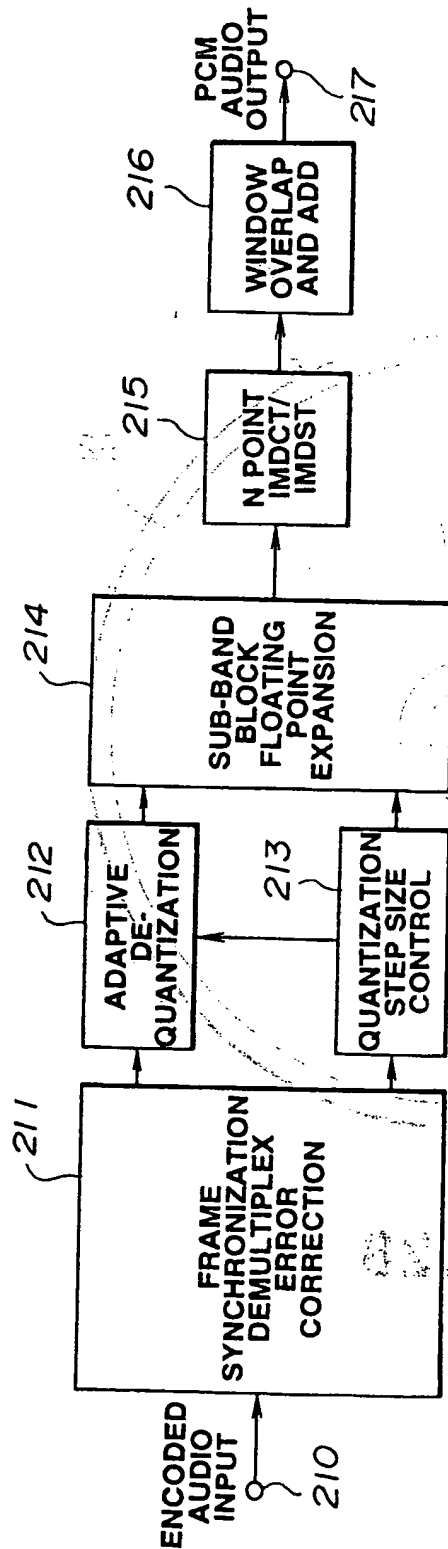 ENCODED
AUDIO
INPUT
210
211
FRAME
SYNCHRONIZATION
DEMULTIPLEX
ERROR
CORRECTION
212
ADAPTIVE
DE-
QUANTIZATION
213
QUANTIZATION
STEP SIZE
CONTROL
214
SUB-BAND
BLOCK
FLOATING
POINT
EXPANSION
215
N POINT
IMDCT/
IMDST
216
WINDOW
OVERLAP
AND ADD
PCM
AUDIO
OUTPUT
217